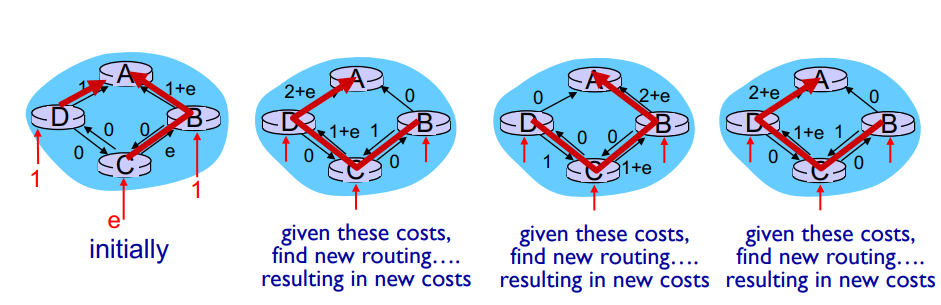 A
1
1+e
D
B
0
0
0
e
C
1
1
e
initially
A
2+e
0
D
B
1+e
1
0
0
C
given these costs,
find new routing....
resulting in new costs
A
0
2+e
D
B
0
0
1
1+e
C
given these costs,
find new routing....
resulting in new costs
A
2+e
0
D
B
1+e
1
0
0
C
given these costs,
find new routing....
resulting in new costs